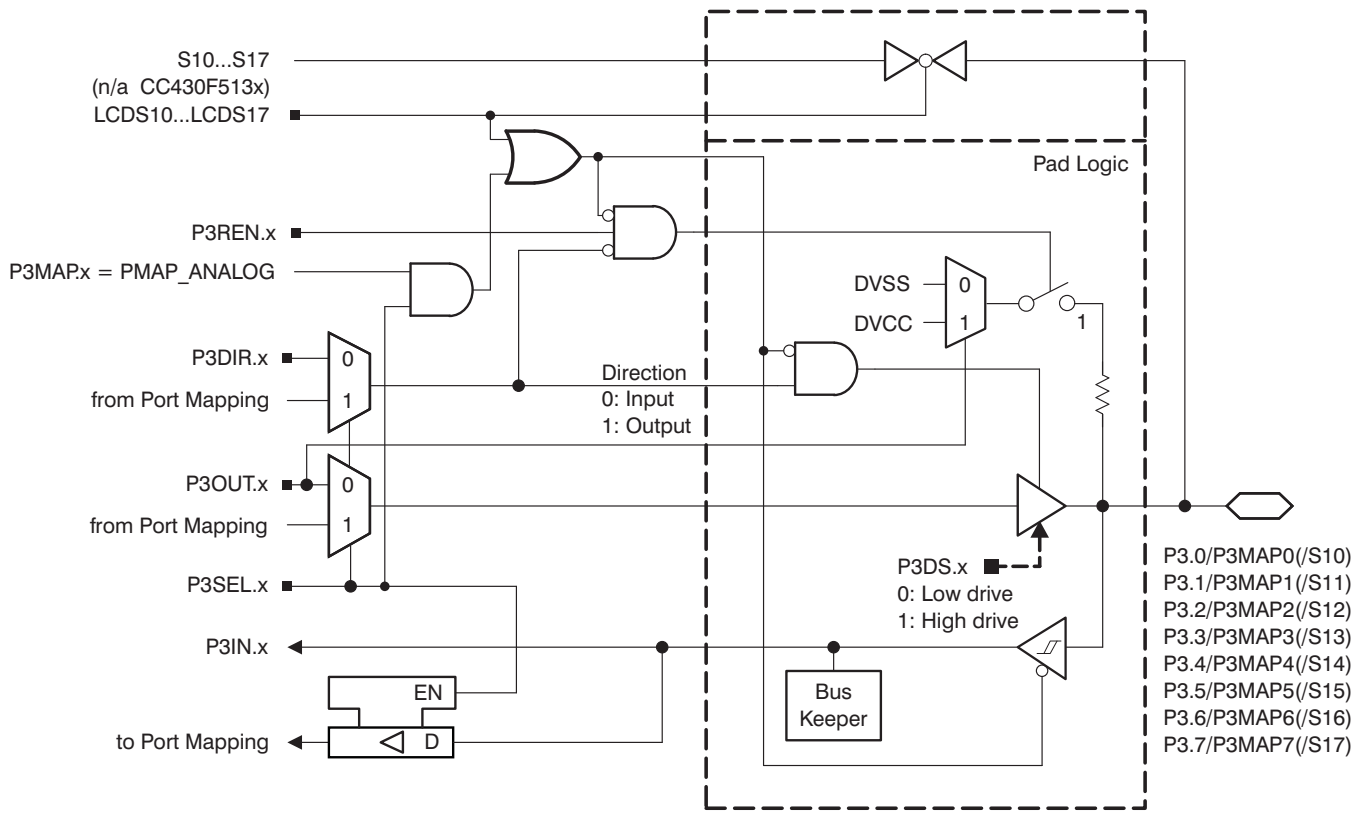 S10...S17
(n/a CC430F513x)
LCDS10...LCDS17
Pad Logic
P3REN.x
P3MAP.x = PMAP_ANALOG
DVSS
0
DVCC
1
1
P3DIR.x
0
from Port Mapping
1
Direction
0: Input
1: Output
P3OUT.x
0
from Port Mapping
1
P3SEL.x
P3DS.x
0: Low drive
1: High drive
P3.0/P3MAP0(/S10)
P3.1/P3MAP1(/S11)
P3.2/P3MAP2(/S12)
P3.3/P3MAP3(/S13)
P3.4/P3MAP4(/S14)
P3.5/P3MAP5(/S15)
P3.6/P3MAP6(/S16)
P3.7/P3MAP7(/S17)
P3IN.x
EN
Bus
Keeper
to Port Mapping
D